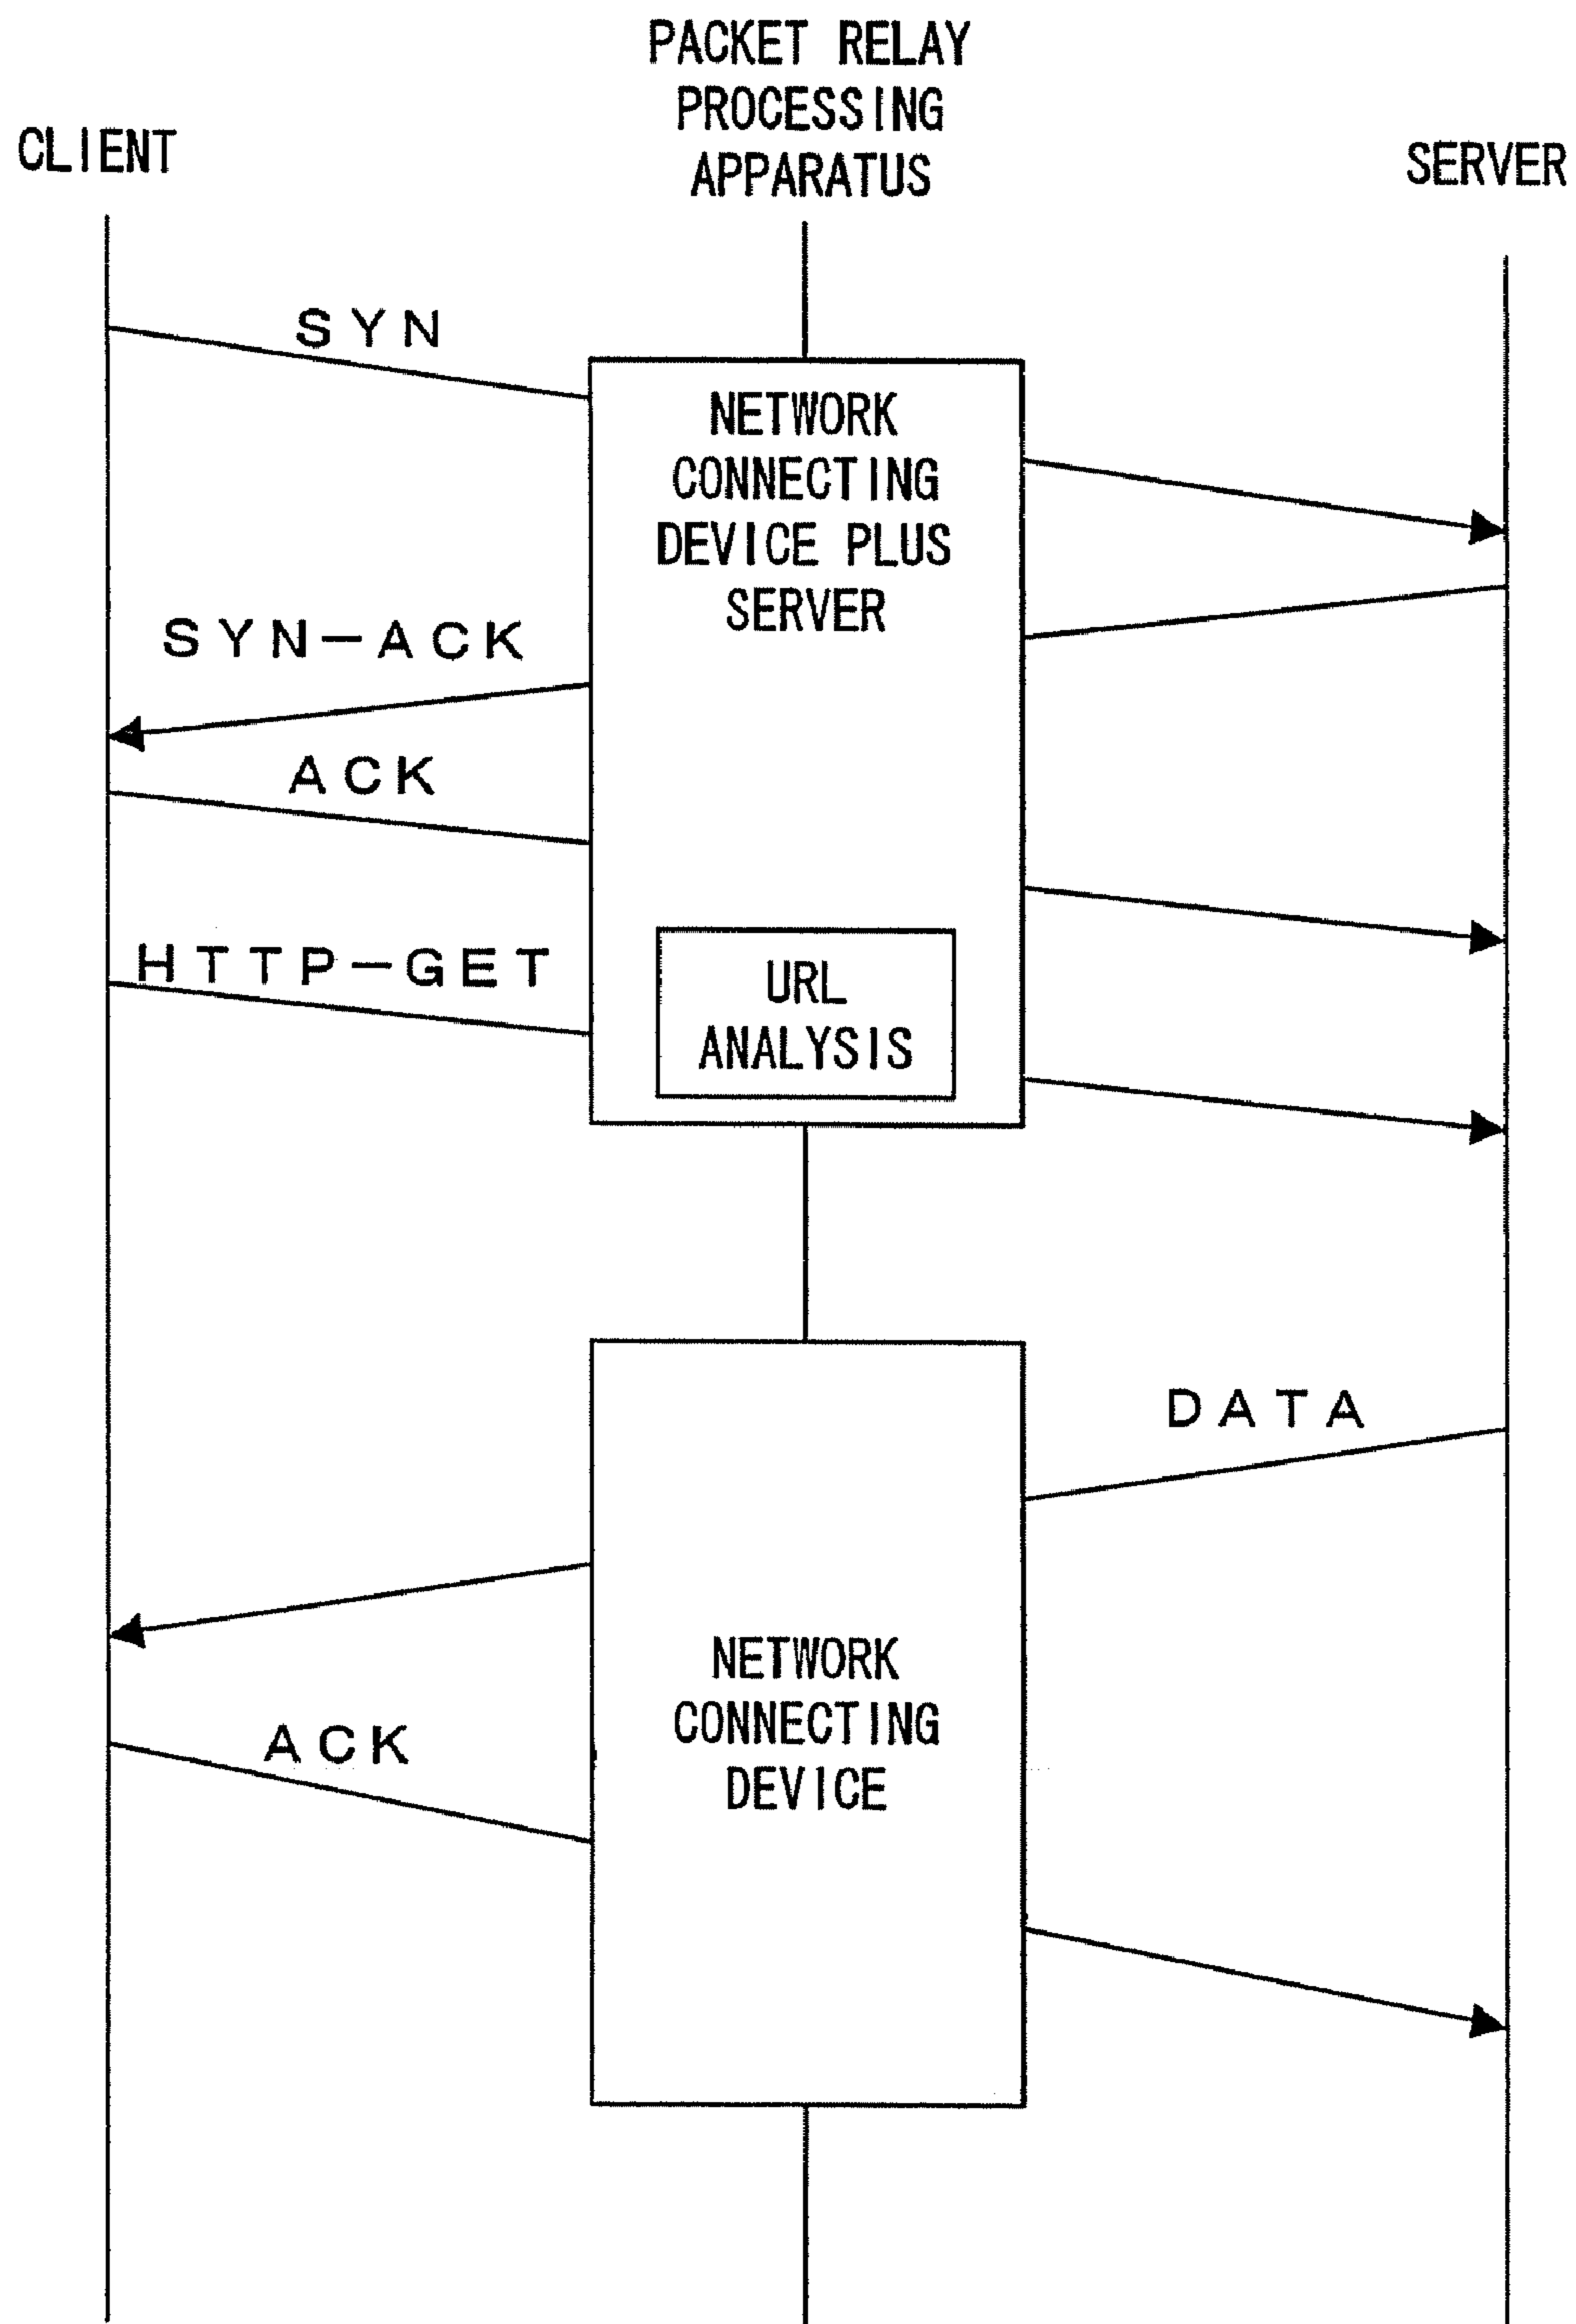 PACKET RELAY
PROCESSING
APPARATUS
CLIENT
SERVER
SYN
NETWORK
CONNECTING
DEVICE PLUS
SERVER
SYN-ACK
ACK
HTTP-GET
URL
ANALYSIS
DATA
NETWORK
CONNECTING
DEVICE
ACK